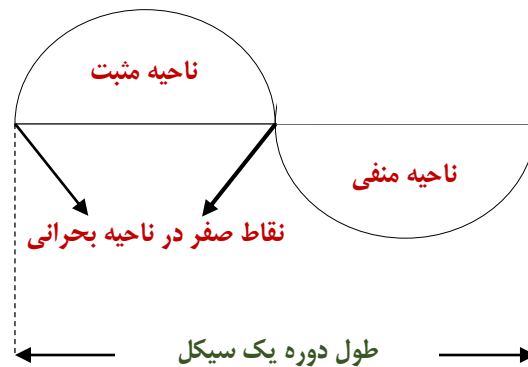 ناحیه مثبت
ناحیه منفی
نقاط صفر در ناحیه بحرانی
طول دوره یک سیکل